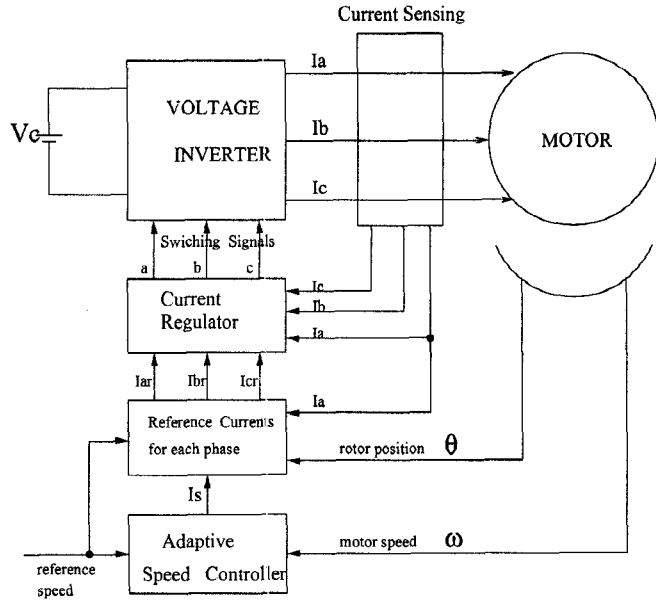 Current Sensing
Ia
VOLTAGE
Vc
Ib
MOTOR
INVERTER
Ic
Swiching Signals
a b c
Ic
Current
Ib
Regulator
Ia
Iar Ibr Icr
Ia
Reference Currents
for each phase
rotor position θ
Is
Adaptive
motor speed ω
Speed Controller
reference
speed